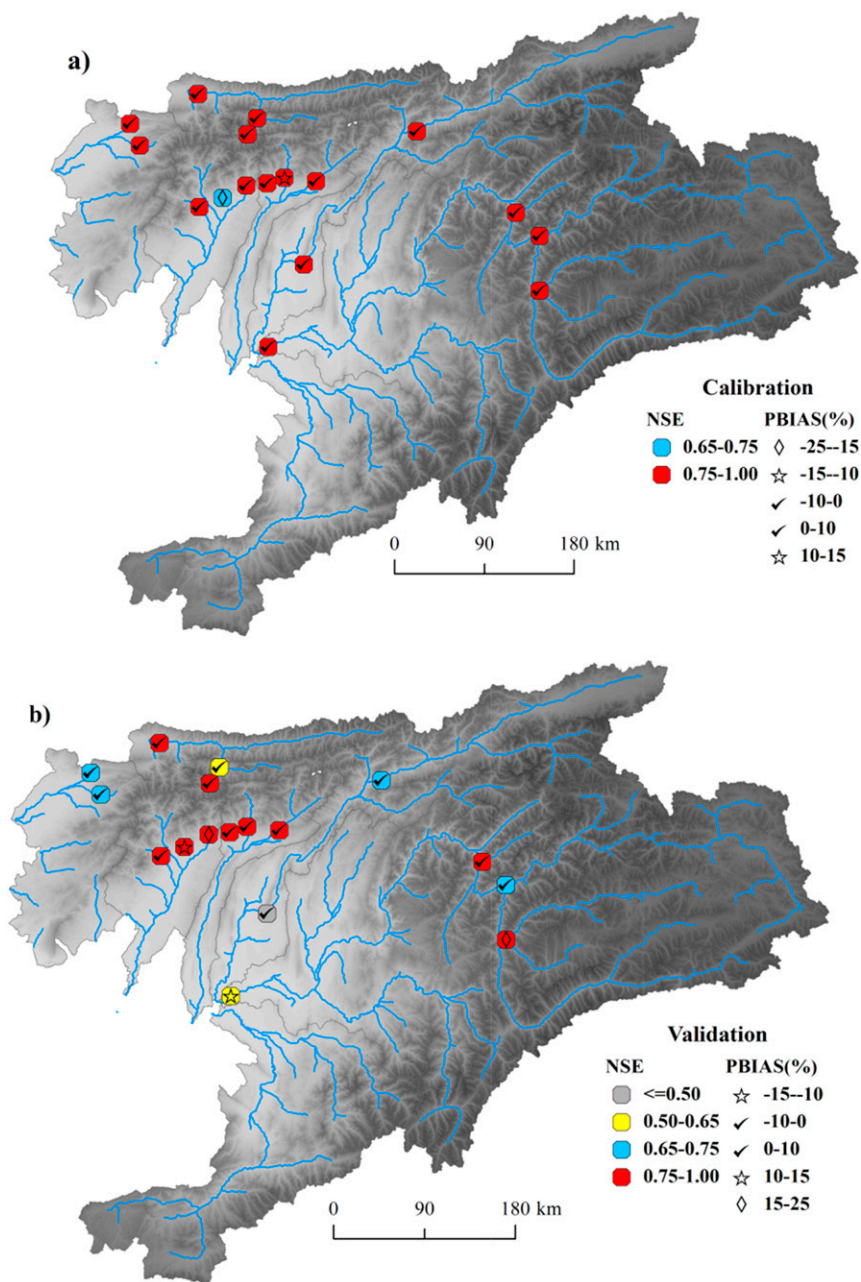 a)
Calibration
NSE PBIAS(%)
0.65-0.75 -25--15
0.75-1.00 -15--10
-10-0
0-10
10-15
0 90 180 km
b)
Validation
NSE PBIAS(%)
<=0.50 -15--10
0.50-0.65 -10-0
0.65-0.75 0-10
0.75-1.00 10-15
15-25
0 90 180 km